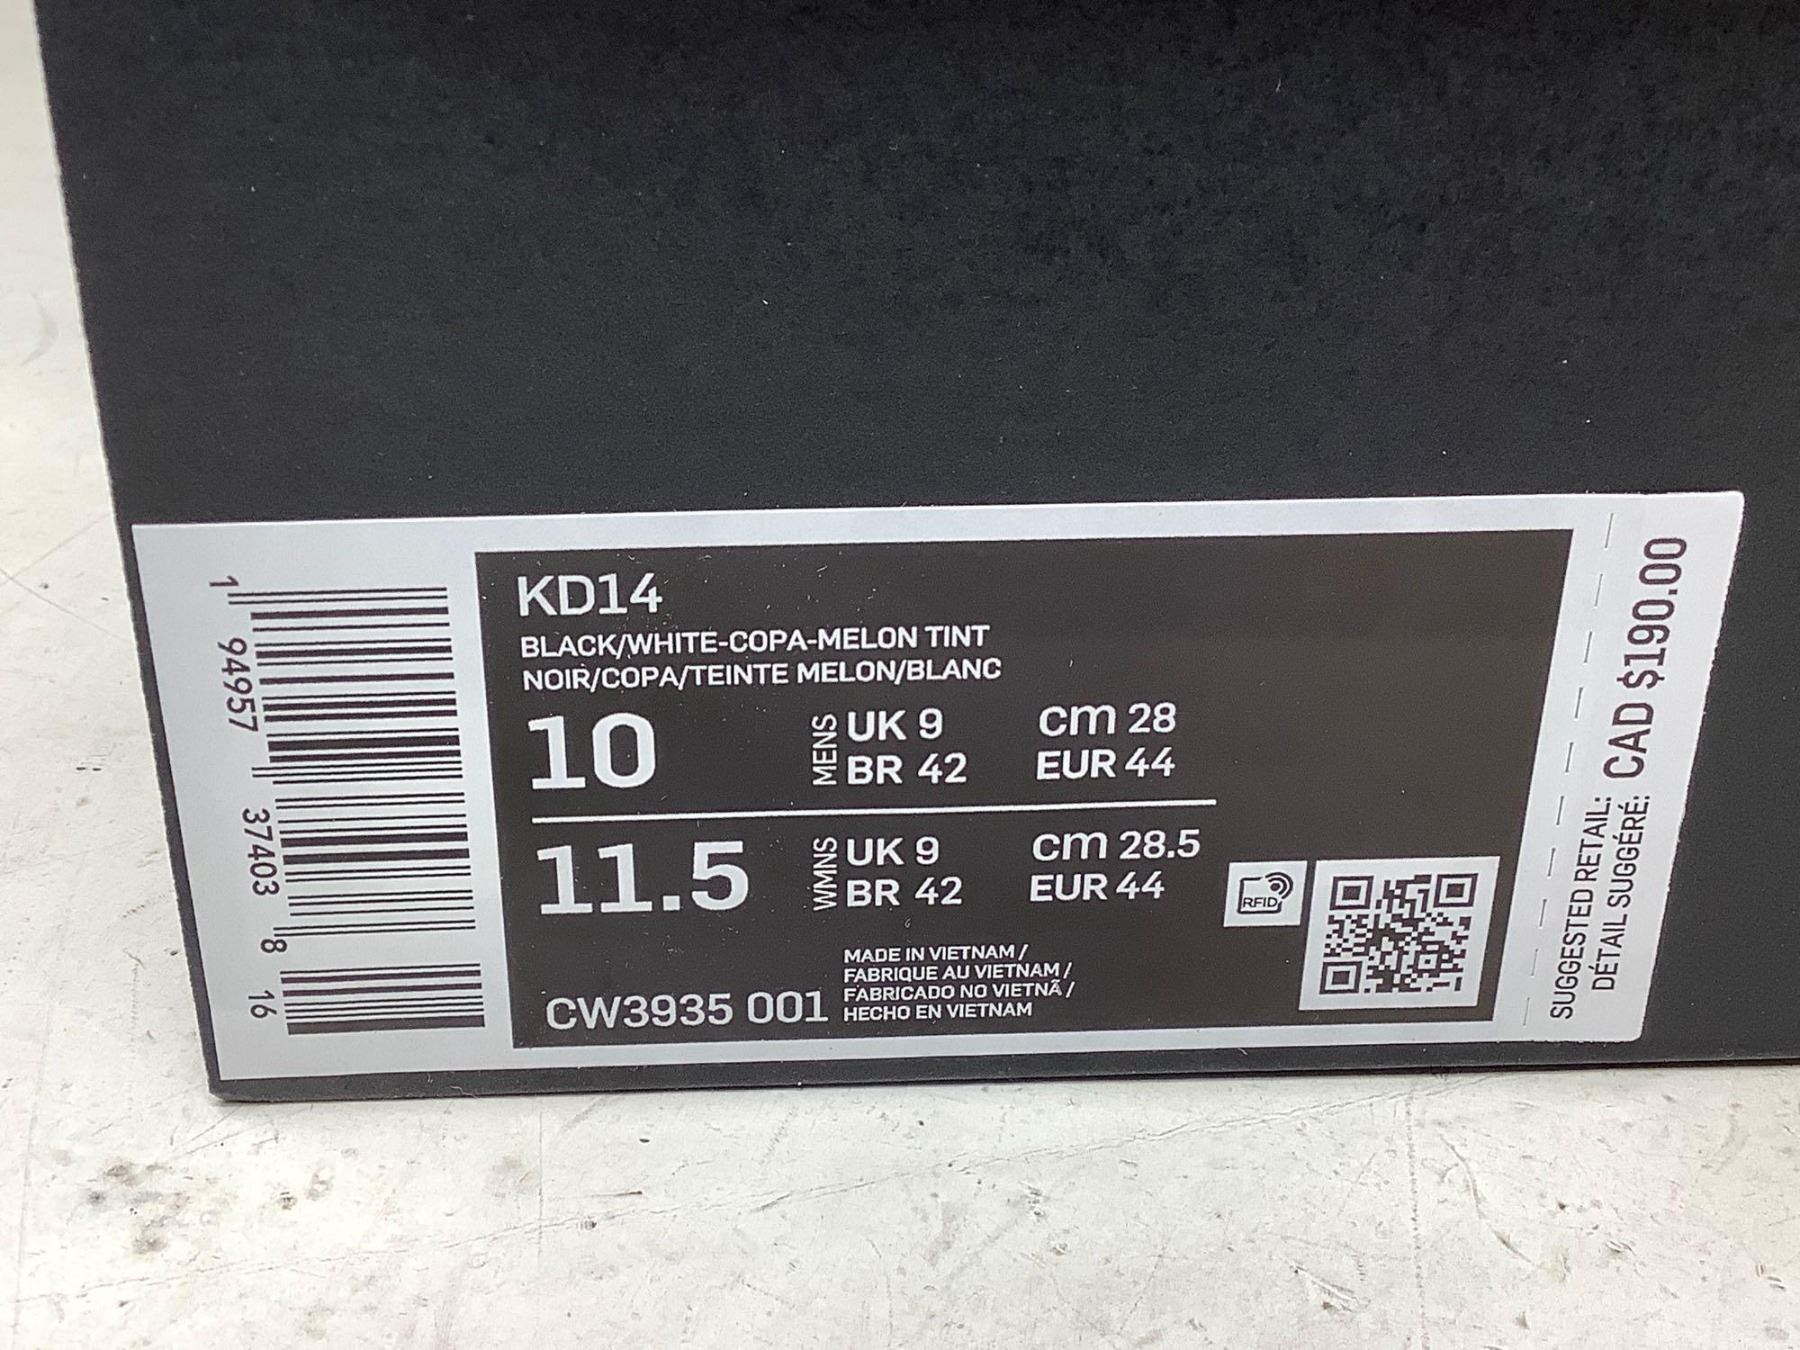 KD14
BLACK/WHITE-COPA-MELON TINT
NOIR/COPA/TEINTE MELON/BLANC
10
MENS
UK 9
cm 28
BR 42
EUR 44
11.5
WMNS
UK 9
cm 28.5
BR 42
EUR 44
CW3935 001
MADE IN VIETNAM /
FABRIQUE AU VIETNAM /
FABRICADO NO VIETNÃ /
HECHO EN VIETNAM
RFID
1 94957 37403 8 16
SUGGESTED RETAIL:
DÉTAIL SUGGÉRÉ:
CAD $190.00